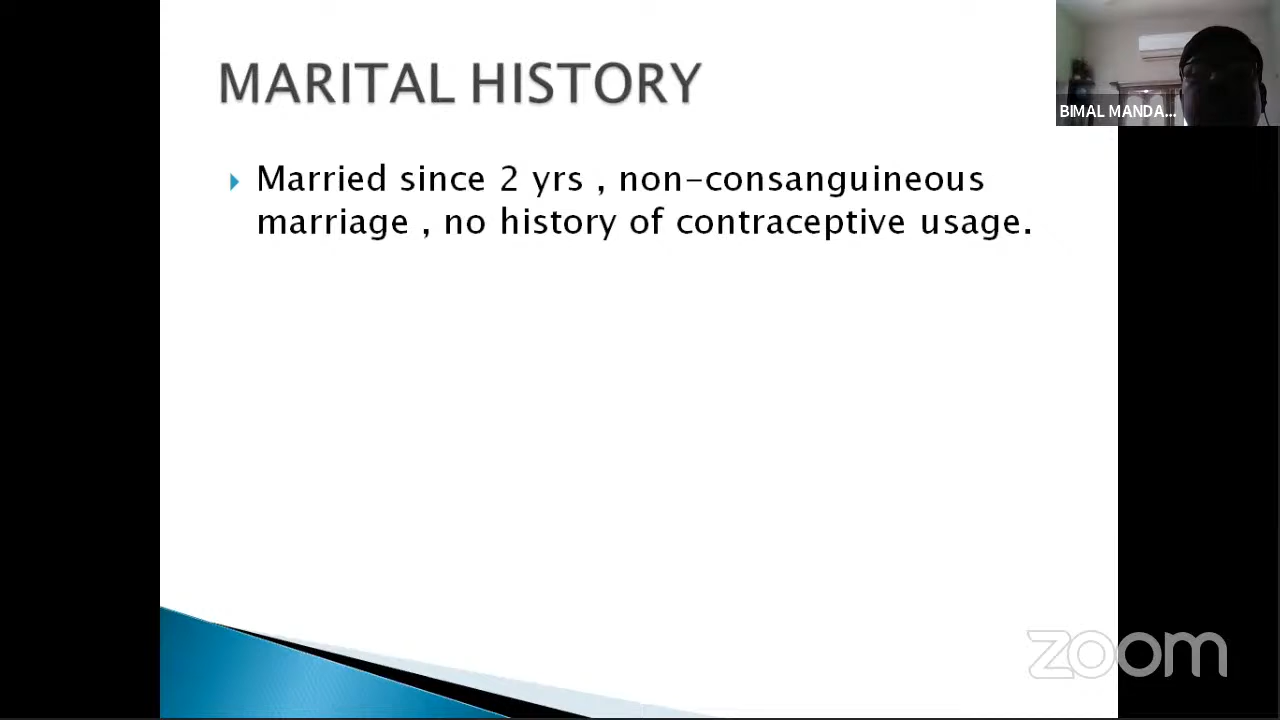 MARITAL HISTORY
BIMAL MANDA...
Married since 2 yrs , non-consanguineous
marriage , no history of contraceptive usage.
zoom